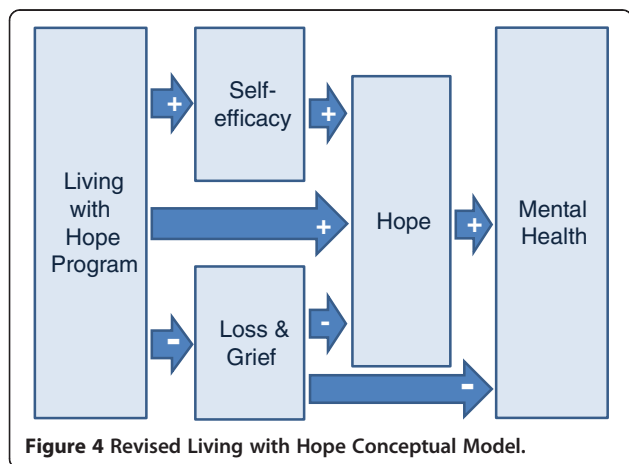 Living
with
Hope
Program
+
Self-
efficacy
+
+
-
Loss &
Grief
-
-
Hope
+
Mental
Health
Figure 4 Revised Living with Hope Conceptual Model.